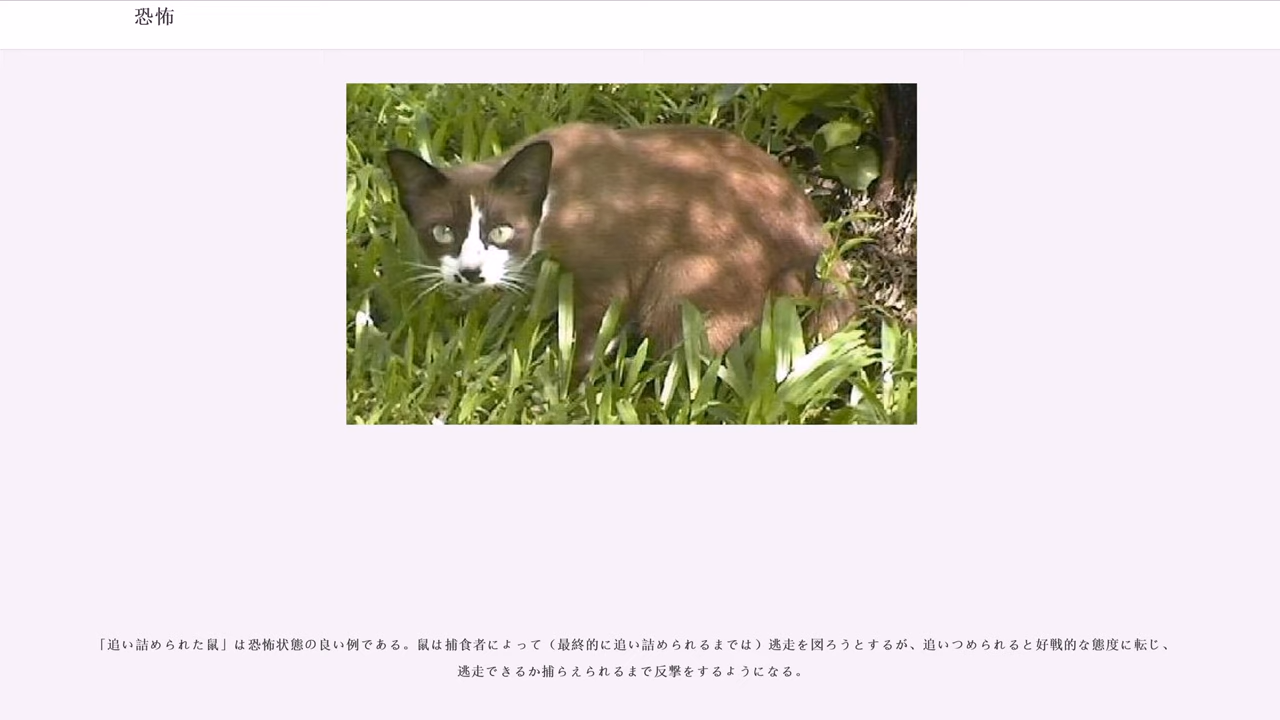 恐怖
「追い詰められた鼠」は恐怖状態の良い例である。鼠は捕食者によって（最終的に追い詰められるまでは）逃走を図ろうとするが、追いつめられると好戦的な態度に転じ、
逃走できるか捕らえられるまで反撃をするようになる。